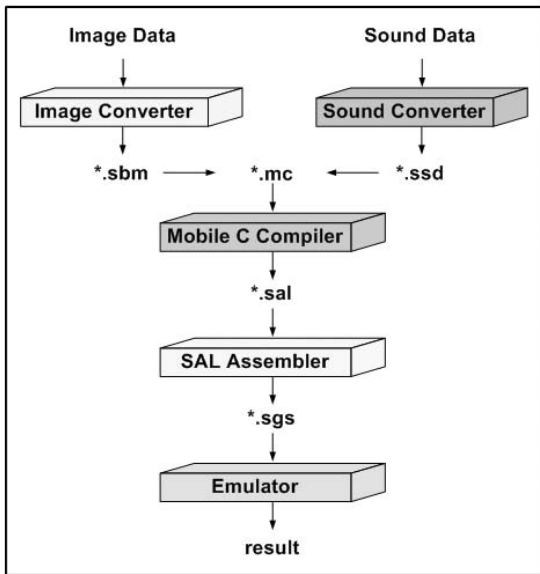 Image Data Sound Data
Image Converter Sound Converter
*.sbm *.mc *.ssd
Mobile C Compiler
*.sal
SAL Assembler
*.sgs
Emulator
result